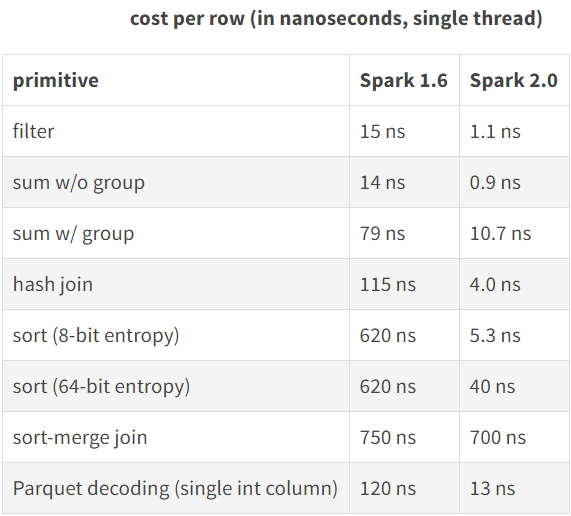 cost per row (in nanoseconds, single thread)
primitive Spark 1.6 Spark 2.0
filter 15 ns 1.1 ns
sum w/o group 14 ns 0.9 ns
sum w/ group 79 ns 10.7 ns
hash join 115 ns 4.0 ns
sort (8-bit entropy) 620 ns 5.3 ns
sort (64-bit entropy) 620 ns 40 ns
sort-merge join 750 ns 700 ns
Parquet decoding (single int column) 120 ns 13 ns